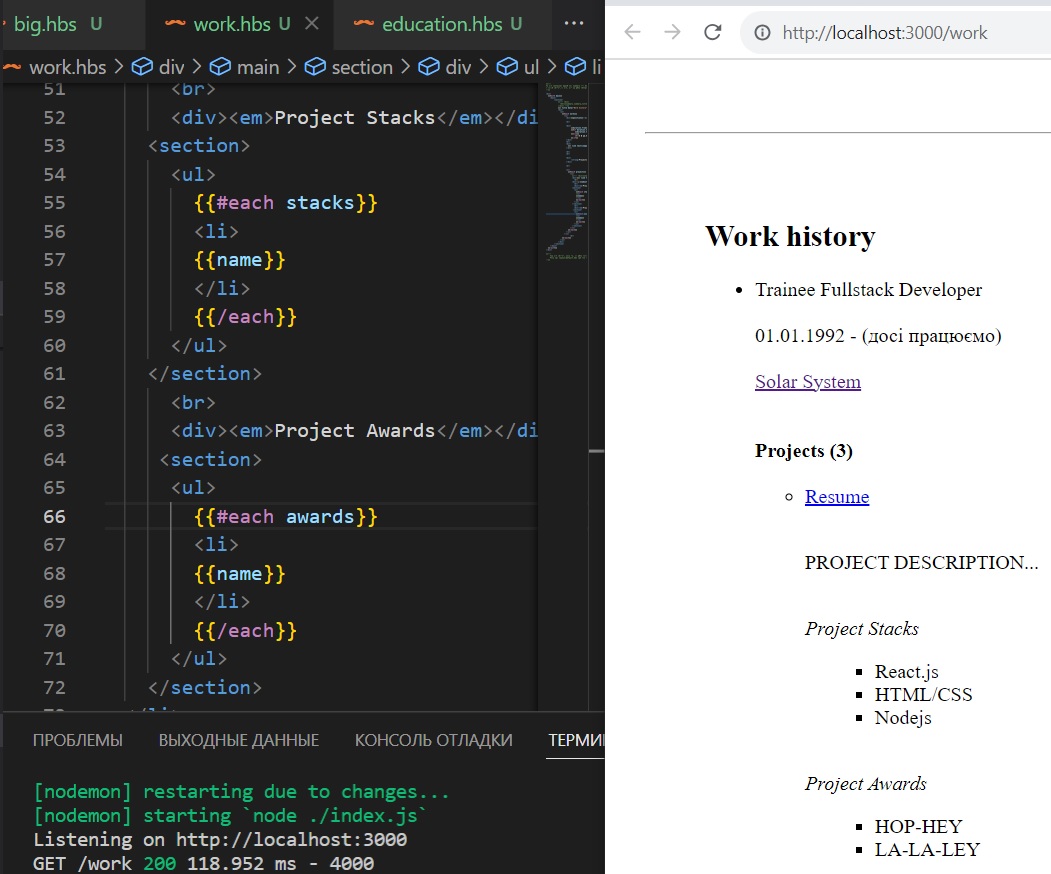 big.hbs U
work.hbs U
education.hbs U ...
work.hbs > div > main > section > div > ul > li
51 <br>
52 <div><em>Project Stacks</em></di
53 <section>
54 <ul>
55 {{#each stacks}}
56 <li>
57 {{name}}
58 </li>
59 {{/each}}
60 </ul>
61 </section>
62 <br>
63 <div><em>Project Awards</em></di
64 <section>
65 <ul>
66 {{#each awards}}
67 <li>
68 {{name}}
69 </li>
70 {{/each}}
71 </ul>
72 </section>
ПРОБЛЕМЫ ВЫХОДНЫЕ ДАННЫЕ КОНСОЛЬ ОТЛАДКИ ТЕРМИ
[nodemon] restarting due to changes...
[nodemon] starting `node ./index.js`
Listening on http://localhost:3000
GET /work 200 118.952 ms - 4000
http://localhost:3000/work
Work history
Trainee Fullstack Developer
01.01.1992 - (досі працюємо)
Solar System
Projects (3)
Resume
PROJECT DESCRIPTION...
Project Stacks
React.js
HTML/CSS
Nodejs
Project Awards
HOP-HEY
LA-LA-LEY